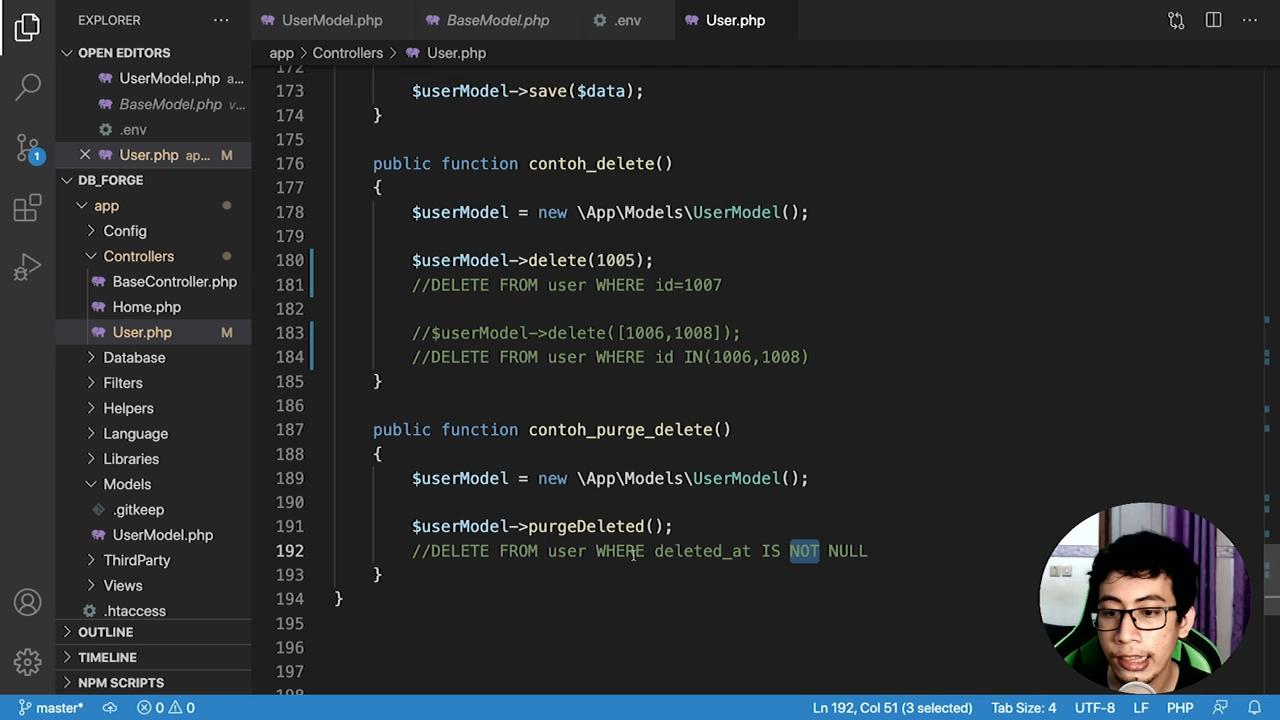 EXPLORER
OPEN EDITORS
UserModel.php a...
BaseModel.php v...
.env
User.php ap... M
DB_FORGE
app
Config
Controllers
BaseController.php
Home.php
User.php M
Database
Filters
Helpers
Language
Libraries
Models
.gitkeep
UserModel.php
ThirdParty
Views
.htaccess
OUTLINE
TIMELINE
NPM SCRIPTS
1
UserModel.php BaseModel.php .env User.php
app > Controllers > User.php
172
173 $userModel->save($data);
174 }
175
176 public function contoh_delete()
177 {
178 $userModel = new \App\Models\UserModel();
179
180 $userModel->delete(1005);
181 //DELETE FROM user WHERE id=1007
182
183 //$userModel->delete([1006,1008]);
184 //DELETE FROM user WHERE id IN(1006,1008)
185 }
186
187 public function contoh_purge_delete()
188 {
189 $userModel = new \App\Models\UserModel();
190
191 $userModel->purgeDeleted();
192 //DELETE FROM user WHERE deleted_at IS NOT NULL
193 }
194 }
195
196
197
198
master* 0 0 Ln 192, Col 51 (3 selected) Tab Size: 4 UTF-8 LF PHP